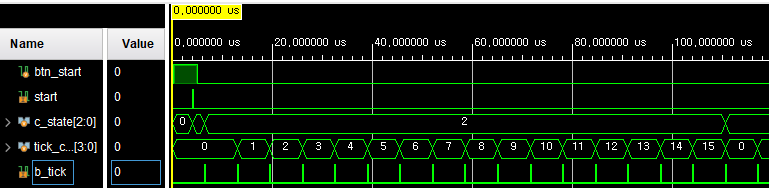 0,000000 us
Name Value
0,000000 us 20,000000 us 40,000000 us 60,000000 us 80,000000 us 100,000000 us
btn_start 0
start 0
c_state[2:0] 0 0 2
tick_c...[3:0] 0 0 1 2 3 4 5 6 7 8 9 10 11 12 13 14 15 0
b_tick 0